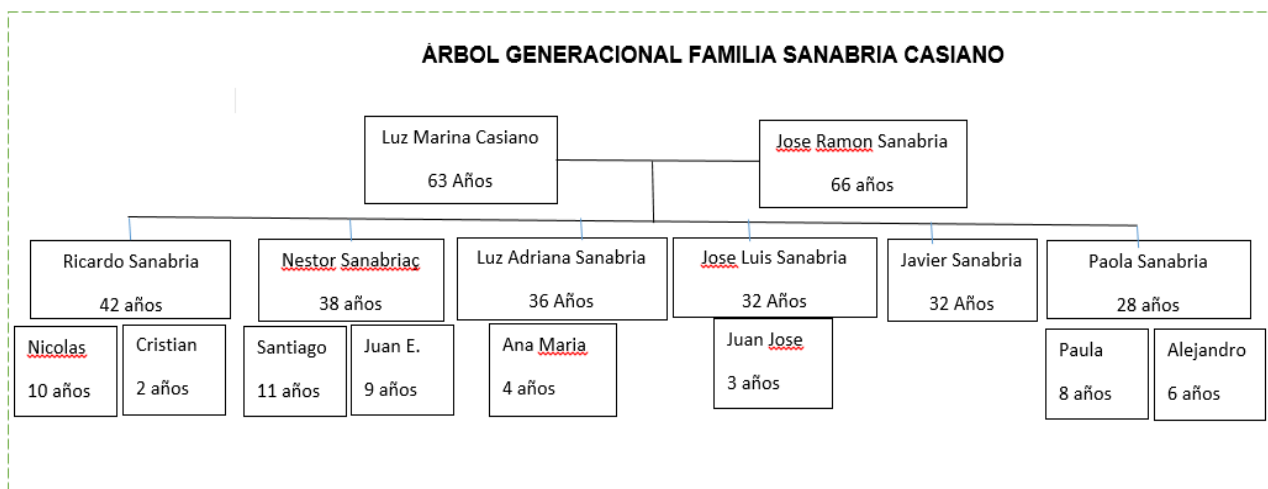 ÁRBOL GENERACIONAL FAMILIA SANABRIA CASIANO
Luz Marina Casiano
63 Años
Jose Ramon Sanabria
66 años
Ricardo Sanabria
42 años
Nestor Sanabriaç
38 años
Luz Adriana Sanabria
36 Años
Jose Luis Sanabria
32 Años
Javier Sanabria
32 Años
Paola Sanabria
28 años
Nicolas
10 años
Cristian
2 años
Santiago
11 años
Juan E.
9 años
Ana Maria
4 años
Juan Jose
3 años
Paula
8 años
Alejandro
6 años